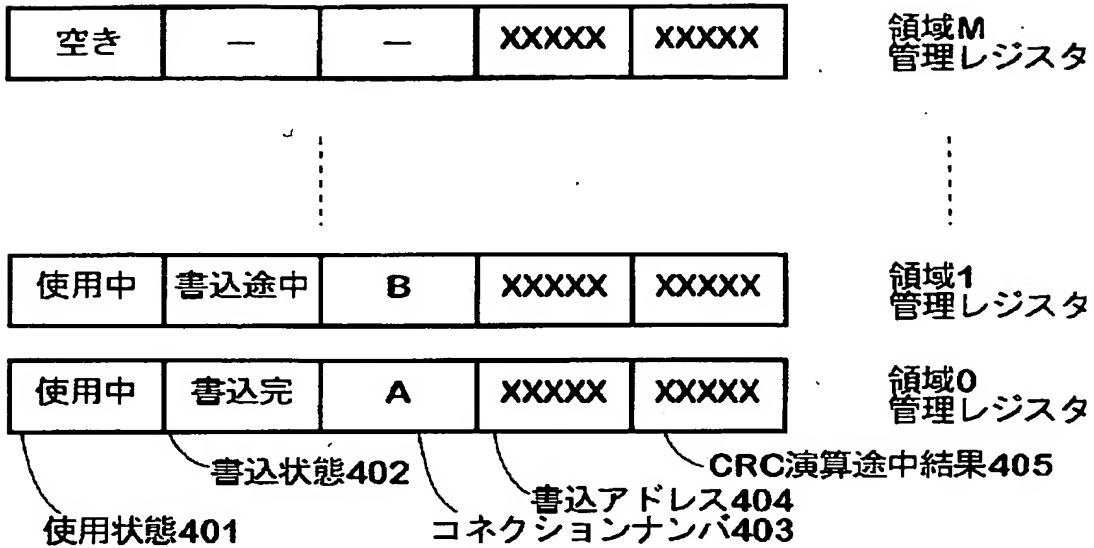 空き — — XXXXX XXXXX 領域M
管理レジスタ
使用中 書込途中 B XXXXX XXXXX 領域1
管理レジスタ
使用中 書込完 A XXXXX XXXXX 領域0
管理レジスタ
書込状態402 CRC演算途中結果405
書込アドレス404
使用状態401 コネクションナンバ403